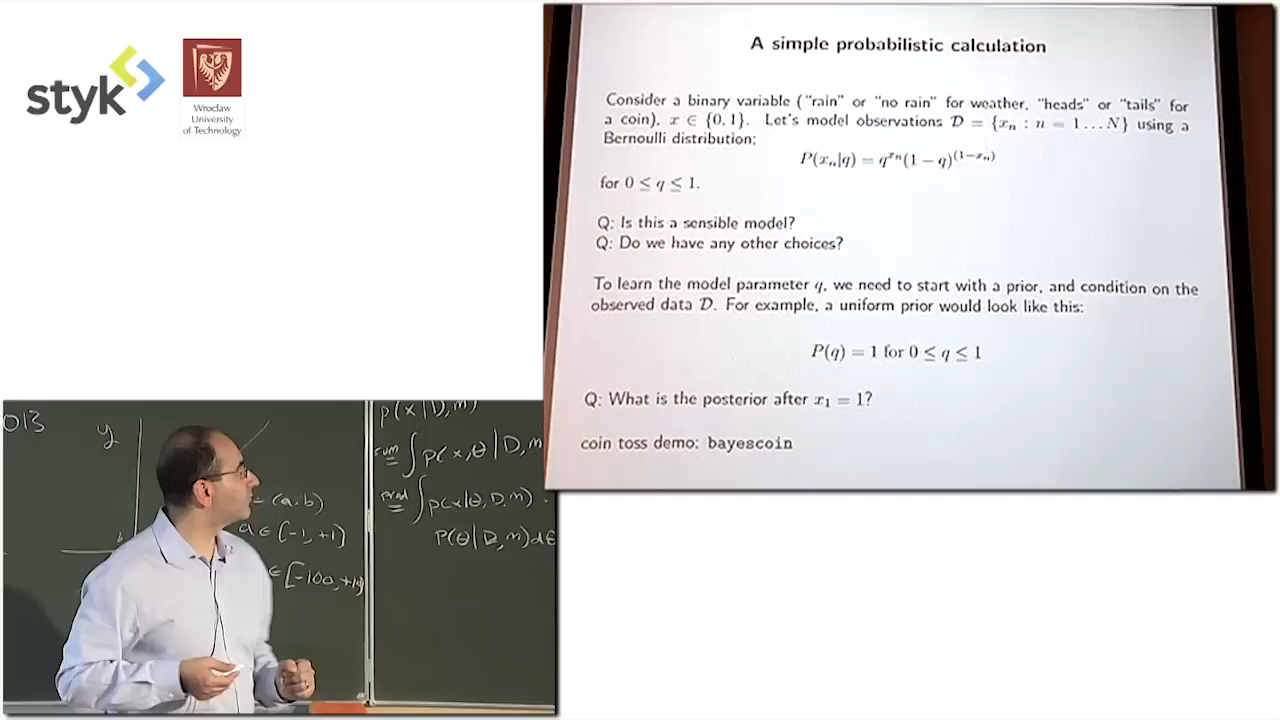 styk
Wrocław
University
of Technology
A simple probabilistic calculation
Consider a binary variable ("rain" or "no rain" for weather, "heads" or "tails" for
a coin), x ∈ {0, 1}. Let's model observations 𝒟 = {xₙ : n = 1 … N} using a
Bernoulli distribution:
P(xₙ|q) = q^{xₙ}(1 − q)^{(1−xₙ)}
for 0 ≤ q ≤ 1.
Q: Is this a sensible model?
Q: Do we have any other choices?
To learn the model parameter q, we need to start with a prior, and condition on the
observed data 𝒟. For example, a uniform prior would look like this:
P(q) = 1 for 0 ≤ q ≤ 1
Q: What is the posterior after x₁ = 1?
coin toss demo: bayescoin
013
y
= (a.b)
a ∈ [-1, +1]
∈ [-100, +
p(x|D,m)
sum ∫ p(x,θ|D,m
prod ∫ p(x|θ,D,m) ·
p(θ|D,m)dθ